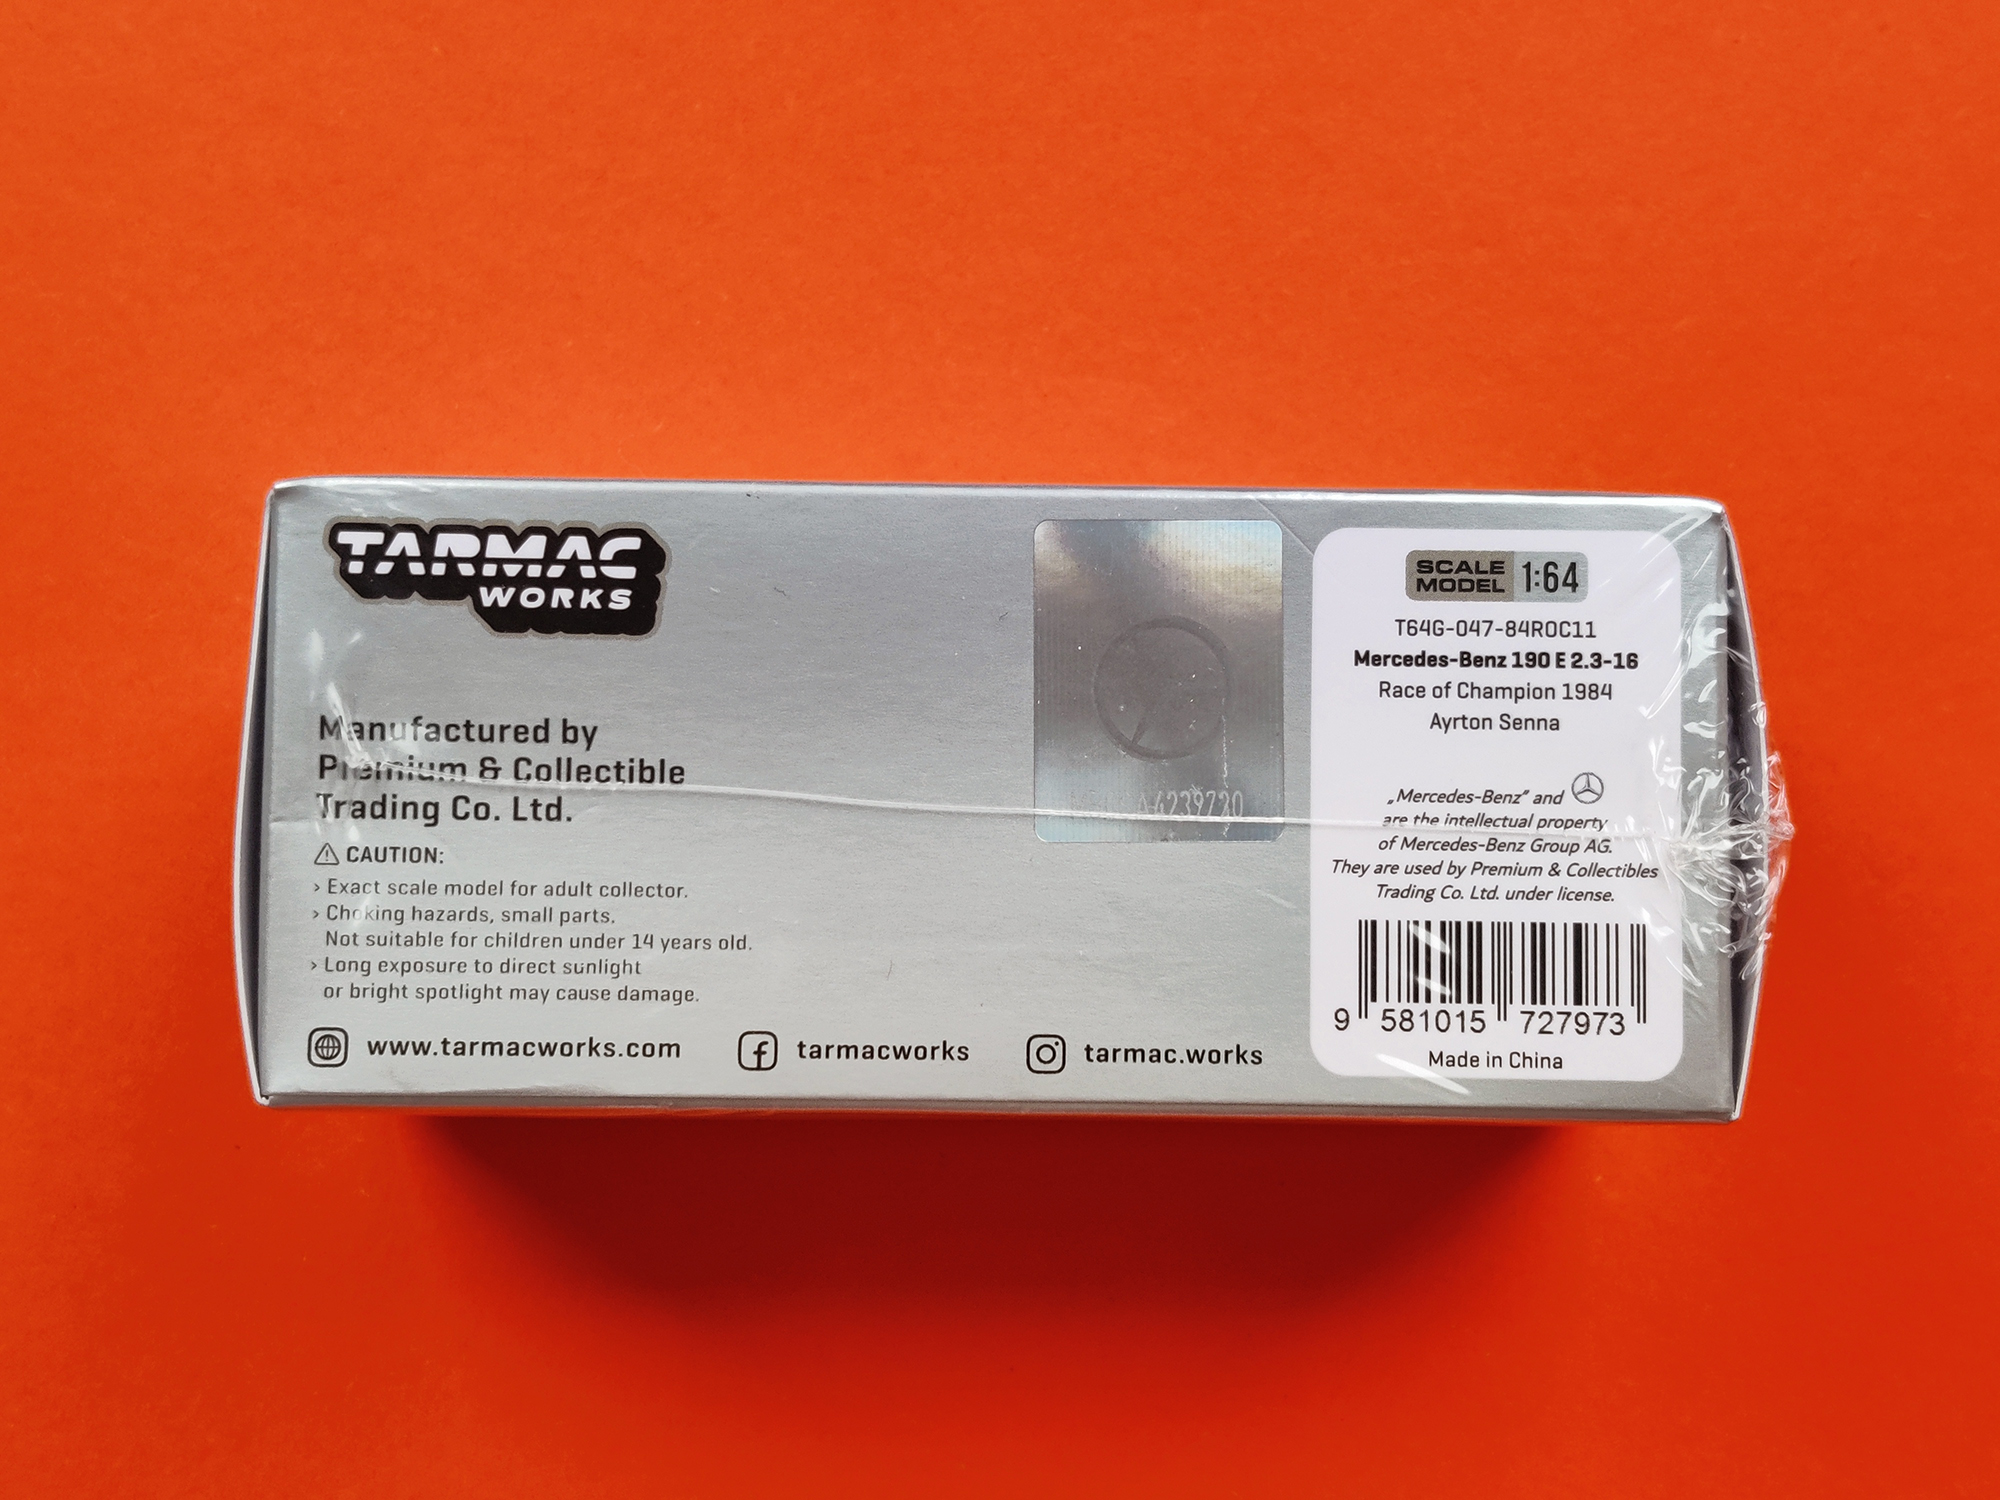 TARMAC
WORKS
Manufactured by
Premium & Collectible
Trading Co. Ltd.
CAUTION:
› Exact scale model for adult collector.
› Choking hazards, small parts.
Not suitable for children under 14 years old.
› Long exposure to direct sunlight
or bright spotlight may cause damage.
www.tarmacworks.com
tarmacworks
tarmac.works
A4239720
SCALE
MODEL 1:64
T64G-047-84ROC11
Mercedes-Benz 190 E 2.3-16
Race of Champion 1984
Ayrton Senna
„Mercedes-Benz” and
are the intellectual property
of Mercedes-Benz Group AG.
They are used by Premium & Collectibles
Trading Co. Ltd. under license.
9 581015 727973
Made in China